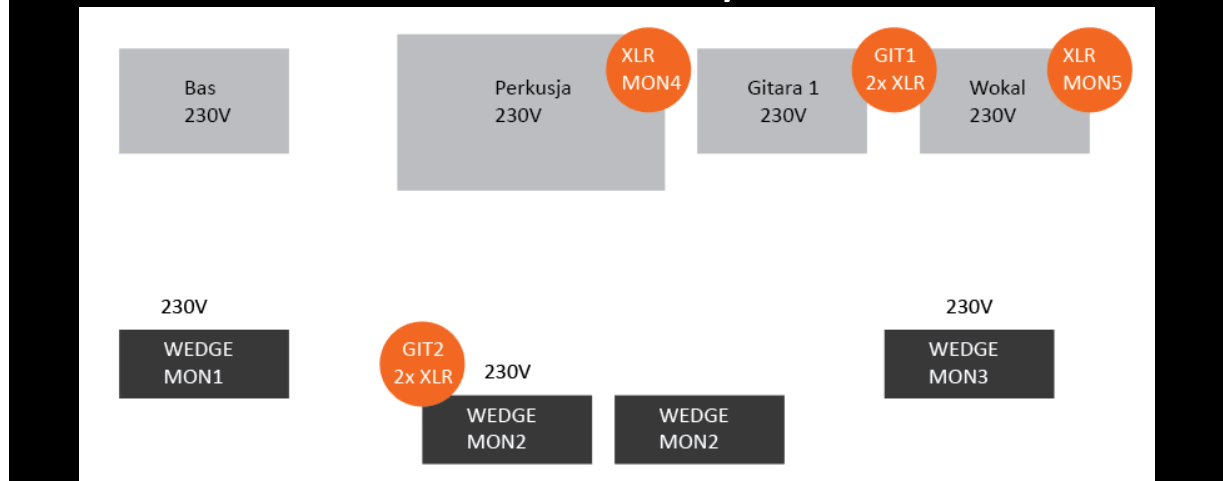 Bas
230V
Perkusja
230V
XLR
MON4
Gitara 1
230V
GIT1
2x XLR
Wokal
230V
XLR
MON5
230V
WEDGE
MON1
GIT2
2x XLR
230V
WEDGE
MON2
WEDGE
MON2
230V
WEDGE
MON3